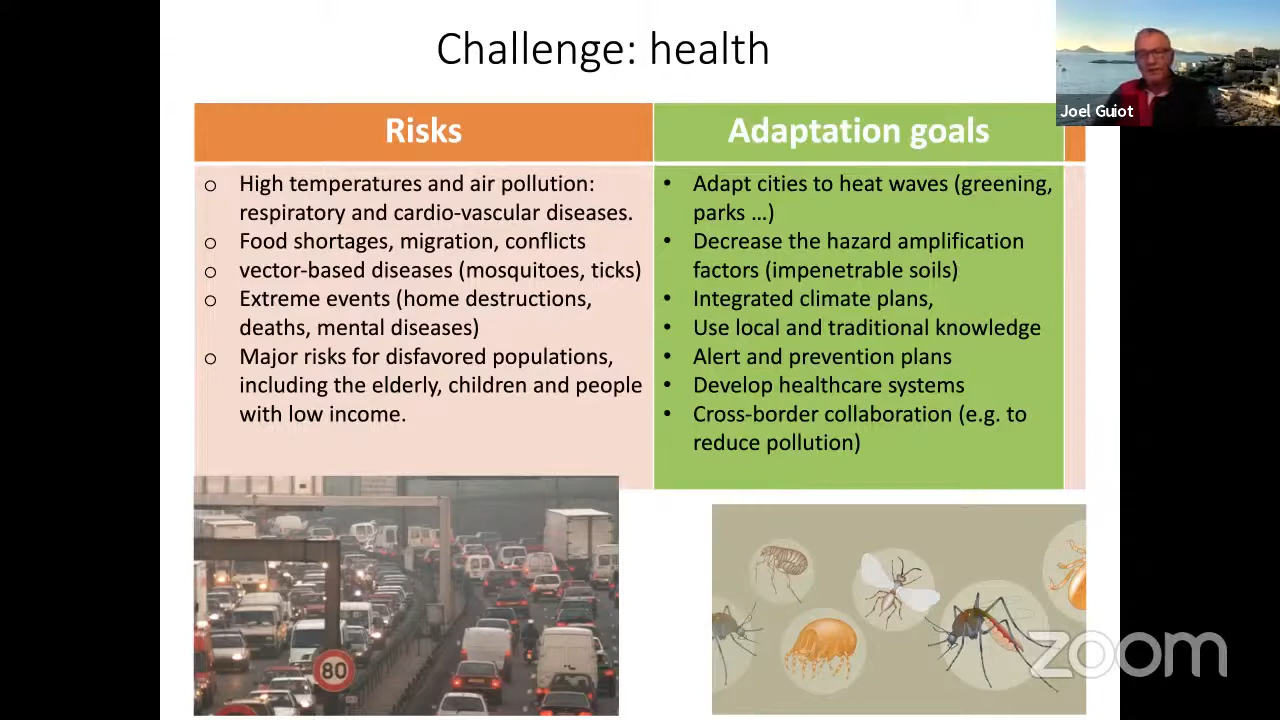 Challenge: health
Joel Guiot
Risks
Adaptation goals
o High temperatures and air pollution:
respiratory and cardio-vascular diseases.
o Food shortages, migration, conflicts
o vector-based diseases (mosquitoes, ticks)
o Extreme events (home destructions,
deaths, mental diseases)
o Major risks for disfavored populations,
including the elderly, children and people
with low income.
• Adapt cities to heat waves (greening,
parks ...)
• Decrease the hazard amplification
factors (impenetrable soils)
• Integrated climate plans,
• Use local and traditional knowledge
• Alert and prevention plans
• Develop healthcare systems
• Cross-border collaboration (e.g. to
reduce pollution)
80
zoom